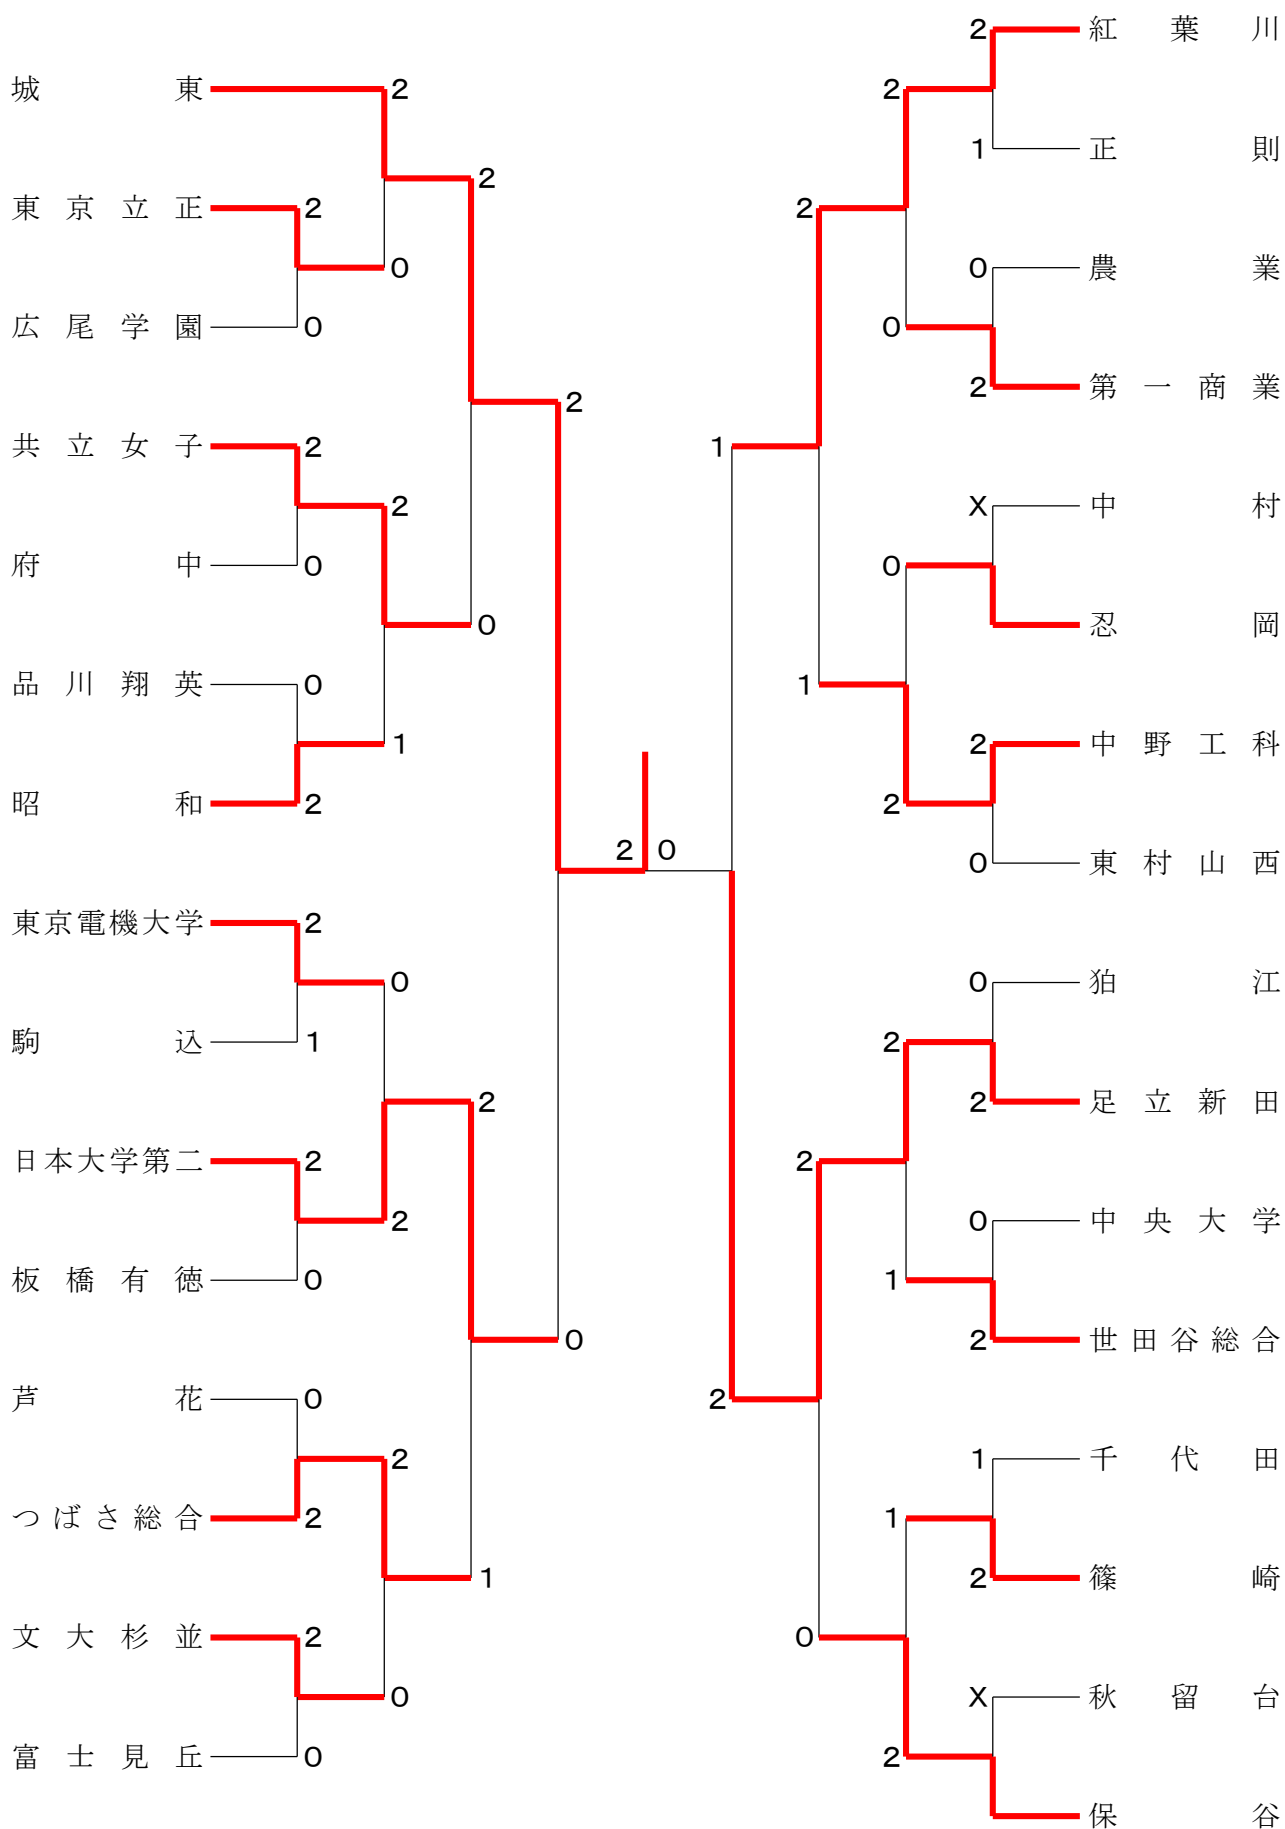 城東 2
2
東京立正 2
0
広尾学園 0
2
共立女子 2
2
府中 0
0
品川翔英 0
1
昭和 2
2 0
東京電機大学 2
0
駒込 1
2
日本大学第二 2
2
板橋有徳 0
0
芦花 0
2
つばさ総合 2
1
文大杉並 2
0
富士見丘 0
2 紅葉川
2
1 正則
2
0 農業
0
2 第一商業
1
X 中村
0
忍岡
1
2 中野工科
2
0 東村山西
0 狛江
2
2 足立新田
2
0 中央大学
1
2 世田谷総合
2
1 千代田
1
2 篠崎
0
X 秋留台
2
保谷